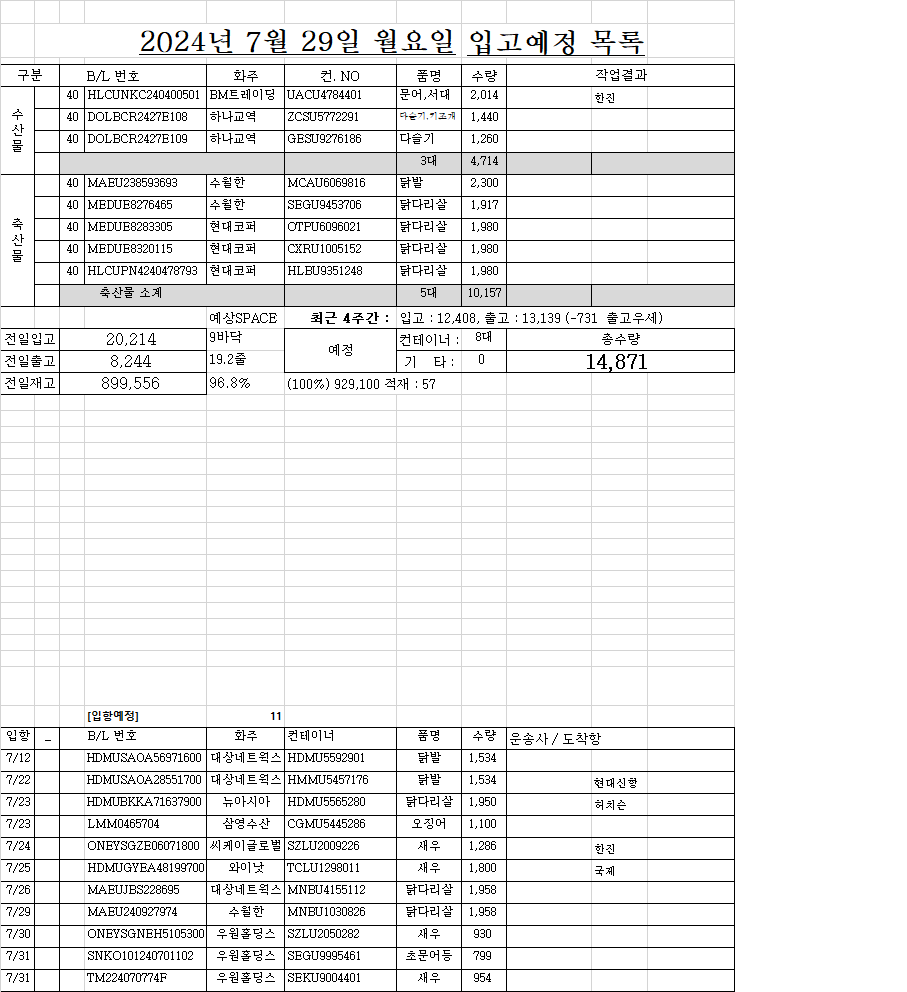 2024년 7월 29일 월요일 입고예정 목록
구분 B/L 번호 화주 컨. NO 품명 수량 작업결과
수산물
40 HLCUNKC240400501 BM트레이딩 UACU4784401 문어,서대 2,014 한진
40 DOLBCR2427E108 하나교역 ZCSU5772291 다슬기.키조개 1,440
40 DOLBCR2427E109 하나교역 GESU9276186 다슬기 1,260
3대 4,714
축산물
40 MAEU238593693 수월한 MCAU6069816 닭발 2,300
40 MEDUE8276465 수월한 SEGU9453706 닭다리살 1,917
40 MEDUE8283305 현대코퍼 OTPU6096021 닭다리살 1,980
40 MEDUE8320115 현대코퍼 CXRU1005152 닭다리살 1,980
40 HLCUPN4240478793 현대코퍼 HLBU9351248 닭다리살 1,980
축산물 소계 5대 10,157
예상SPACE 최근 4주간 : 입고 : 12,408, 출고 : 13,139 (-731 출고우세)
전일입고 20,214 9바닥 예정 컨테이너 : 8대 총수량
전일출고 8,244 19.2줄 기 타 : 0 14,871
전일재고 899,556 96.8% (100%) 929,100 적재 : 57
[입항예정] 11
입항 _ B/L 번호 화주 컨테이너 품명 수량 운송사 / 도착항
7/12 HDMUSAOA56971600 대상네트웍스 HDMU5592901 닭발 1,534
7/22 HDMUSAOA28551700 대상네트웍스 HMMU5457176 닭발 1,534 현대신항
7/23 HDMUBKKA71637900 뉴아시아 HDMU5565280 닭다리살 1,950 허치슨
7/23 LMM0465704 삼영수산 CGMU5445286 오징어 1,100
7/24 ONEYSGZE06071800 씨케이글로벌 SZLU2009226 새우 1,286 한진
7/25 HDMUGYEA48199700 와이낫 TCLU1298011 새우 1,800 국제
7/26 MAEUJBS228695 대상네트웍스 MNBU4155112 닭다리살 1,958
7/29 MAEU240927974 수월한 MNBU1030826 닭다리살 1,958
7/30 ONEYSGNEH5105300 우원홀딩스 SZLU2050282 새우 930
7/31 SNKO101240701102 우원홀딩스 SEGU9995461 초문어등 799
7/31 TM224070774F 우원홀딩스 SEKU9004401 새우 954